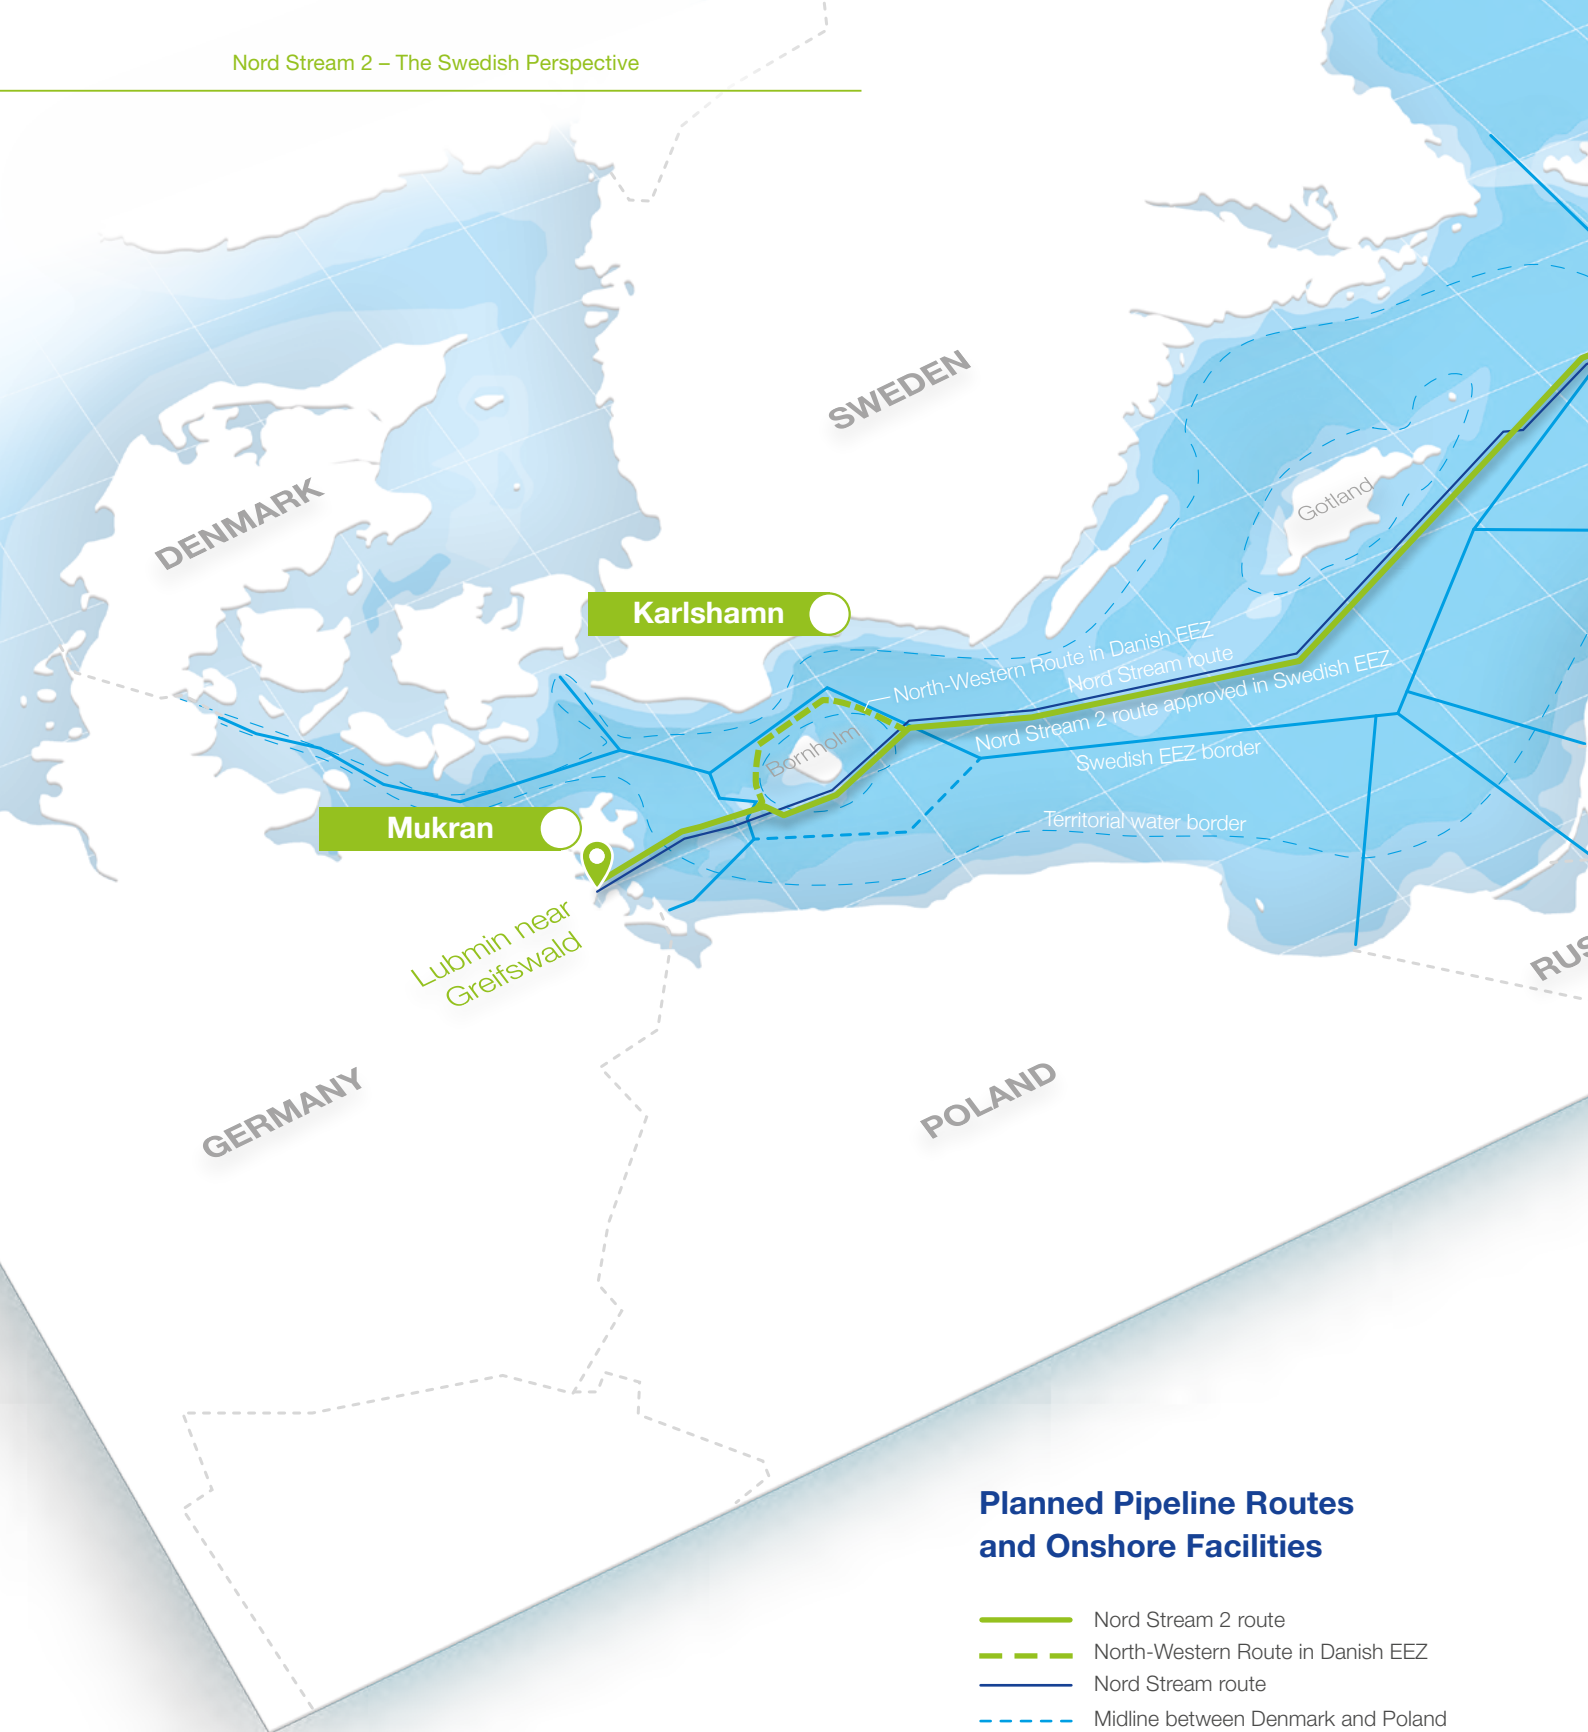 Nord Stream 2 – The Swedish Perspective
SWEDEN
DENMARK
Gotland
Karlshamn
North-Western Route in Danish EEZ
Nord Stream route
Nord Stream 2 route approved in Swedish EEZ
Bornholm
Swedish EEZ border
Territorial water border
Mukran
Lubmin near
Greifswald
RUS
GERMANY
POLAND
Planned Pipeline Routes
and Onshore Facilities
Nord Stream 2 route
North-Western Route in Danish EEZ
Nord Stream route
Midline between Denmark and Poland